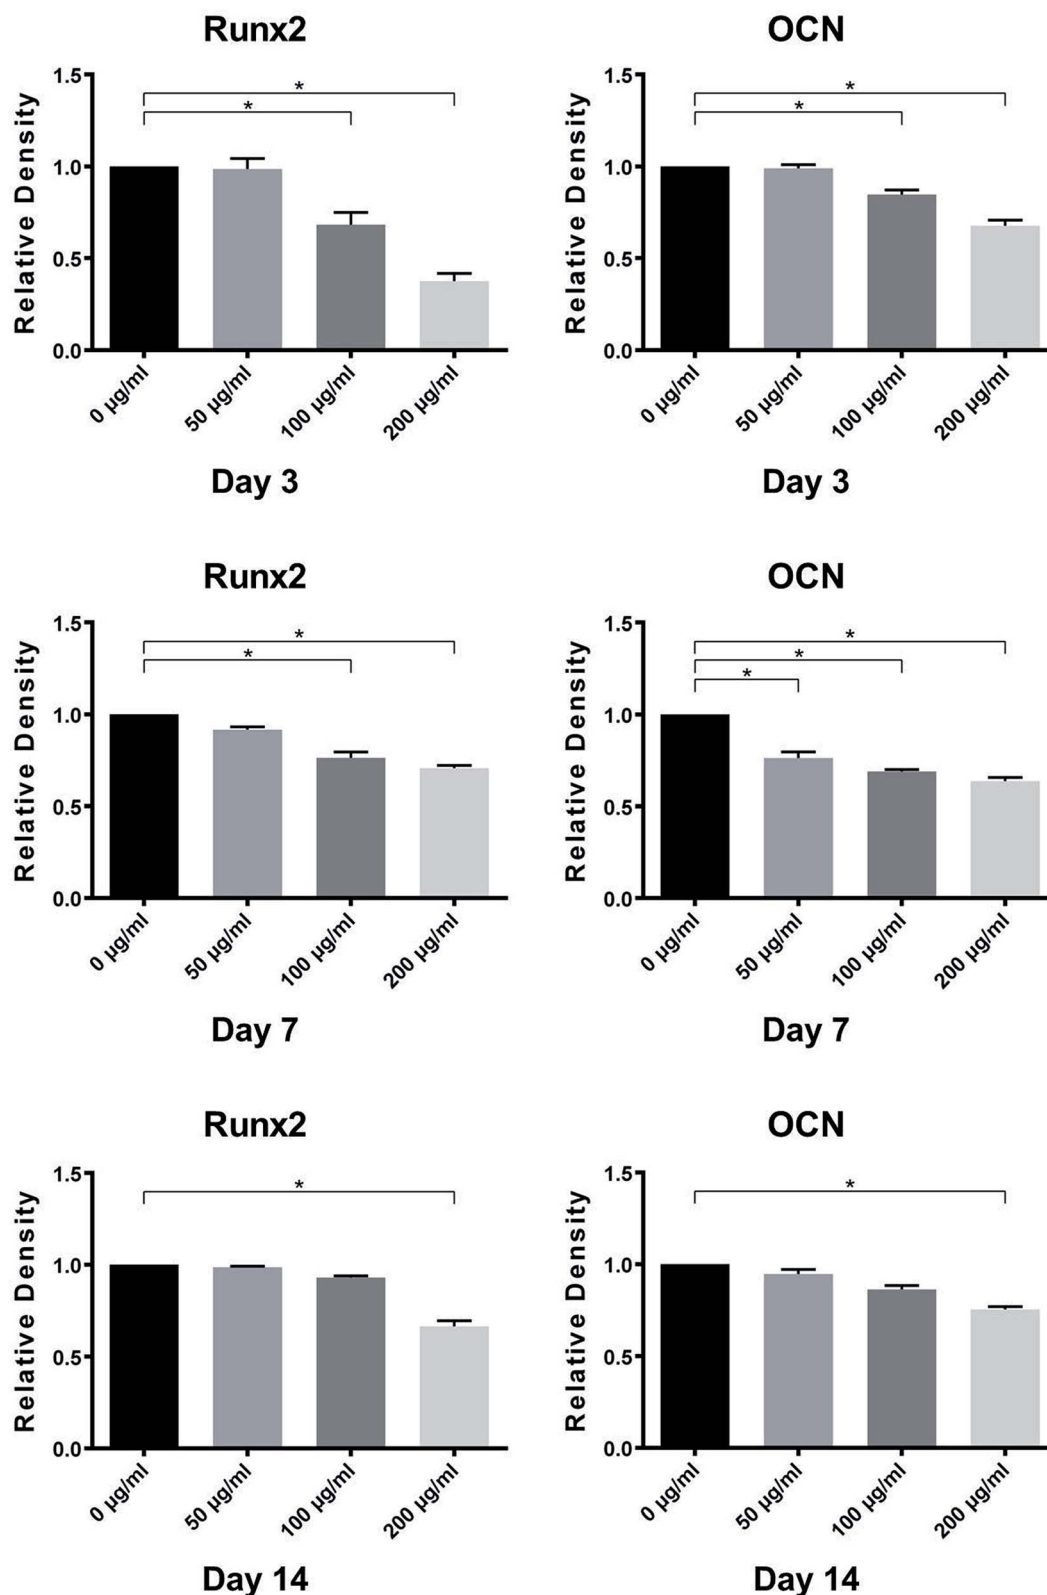 Runx2
OCN
Relative Density
1.5
1.0
0.5
0.0
*
*
0 µg/ml
50 µg/ml
100 µg/ml
200 µg/ml
Day 3
Relative Density
1.5
1.0
0.5
0.0
*
*
0 µg/ml
50 µg/ml
100 µg/ml
200 µg/ml
Day 3
Runx2
OCN
Relative Density
1.5
1.0
0.5
0.0
*
*
0 µg/ml
50 µg/ml
100 µg/ml
200 µg/ml
Day 7
Relative Density
1.5
1.0
0.5
0.0
*
*
*
0 µg/ml
50 µg/ml
100 µg/ml
200 µg/ml
Day 7
Runx2
OCN
Relative Density
1.5
1.0
0.5
0.0
*
0 µg/ml
50 µg/ml
100 µg/ml
200 µg/ml
Day 14
Relative Density
1.5
1.0
0.5
0.0
*
0 µg/ml
50 µg/ml
100 µg/ml
200 µg/ml
Day 14